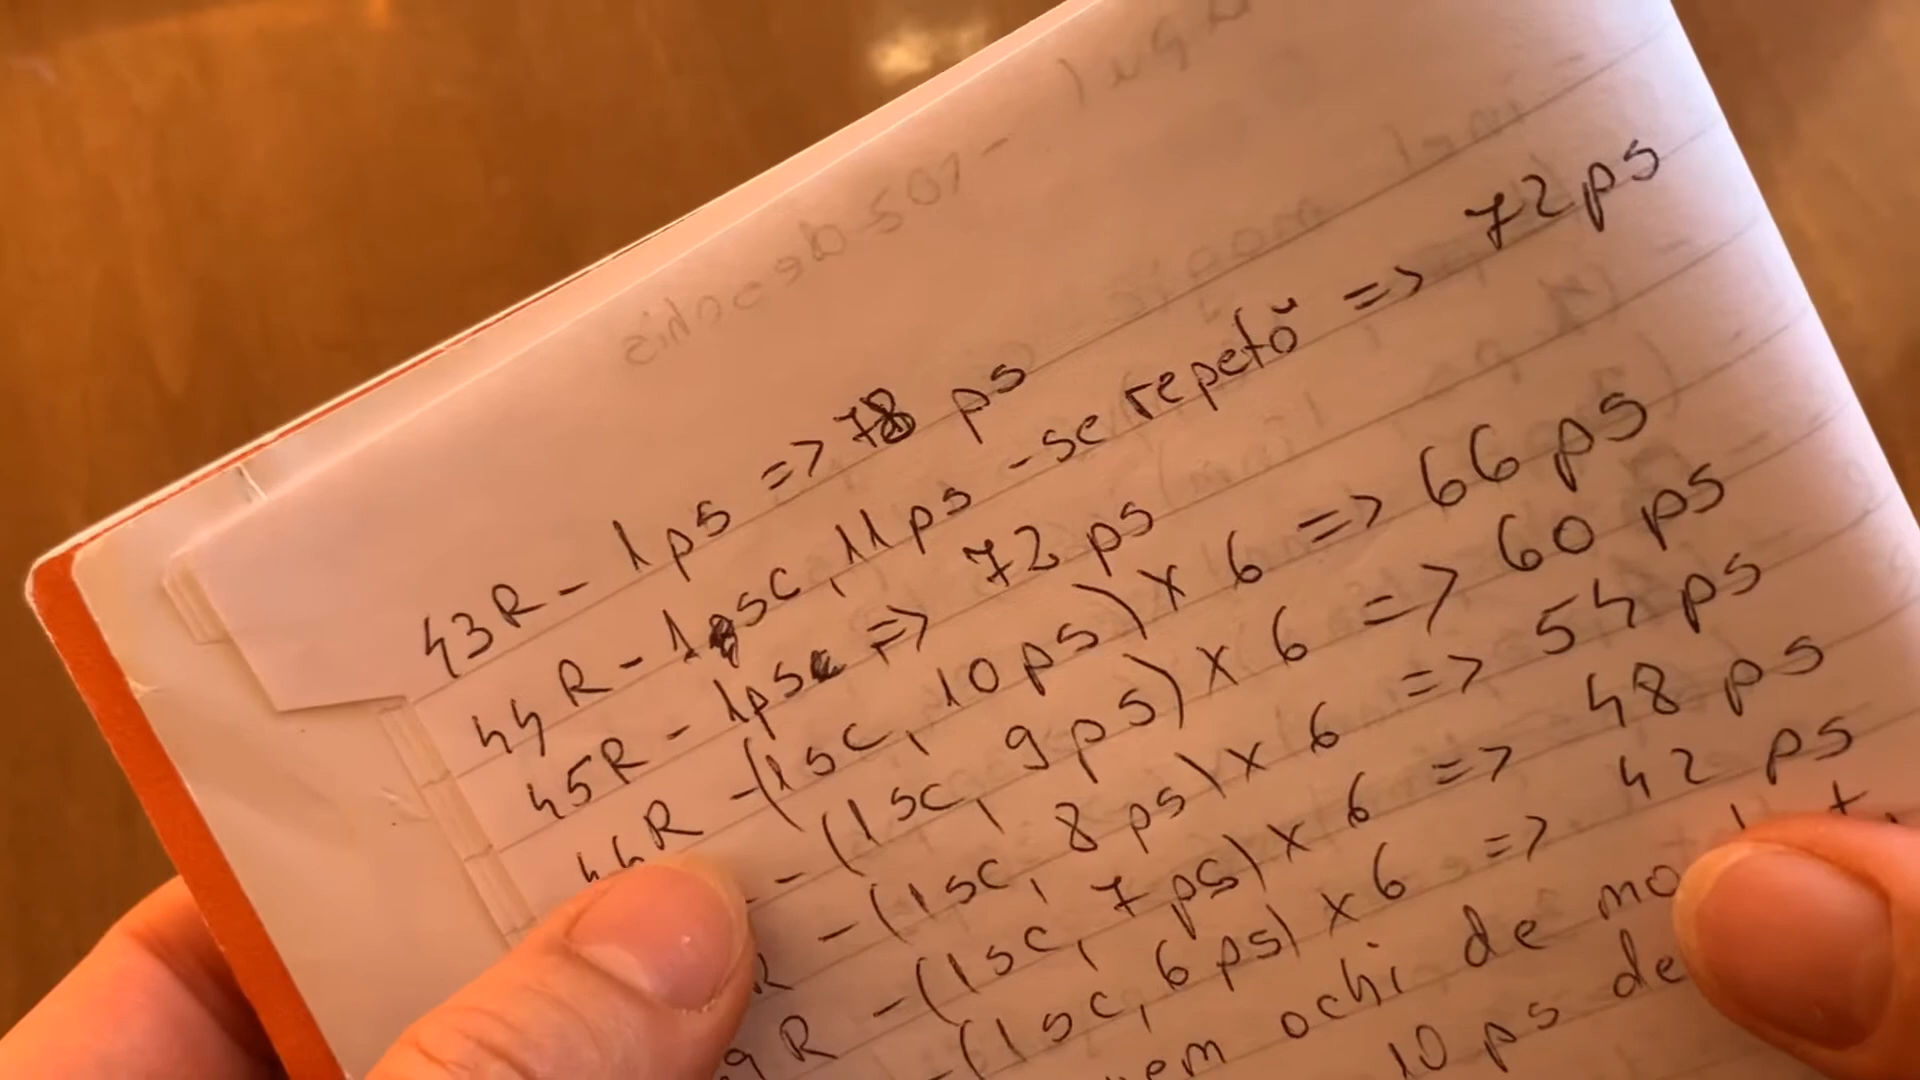 43R - 1ps => 78 ps
44R - 1sc, 11ps - se repetă => 72ps
45R - 1ps => 72 ps
46R - (1sc, 10ps) x 6 => 66 ps
- (1sc, 9ps) x 6 => 60 ps
R - (1sc, 8ps) x 6 => 54 ps
9R - (1sc, 7ps) x 6 => 48 ps
- (1sc, 6ps) x 6 => 42 ps
ochi de
10 ps de